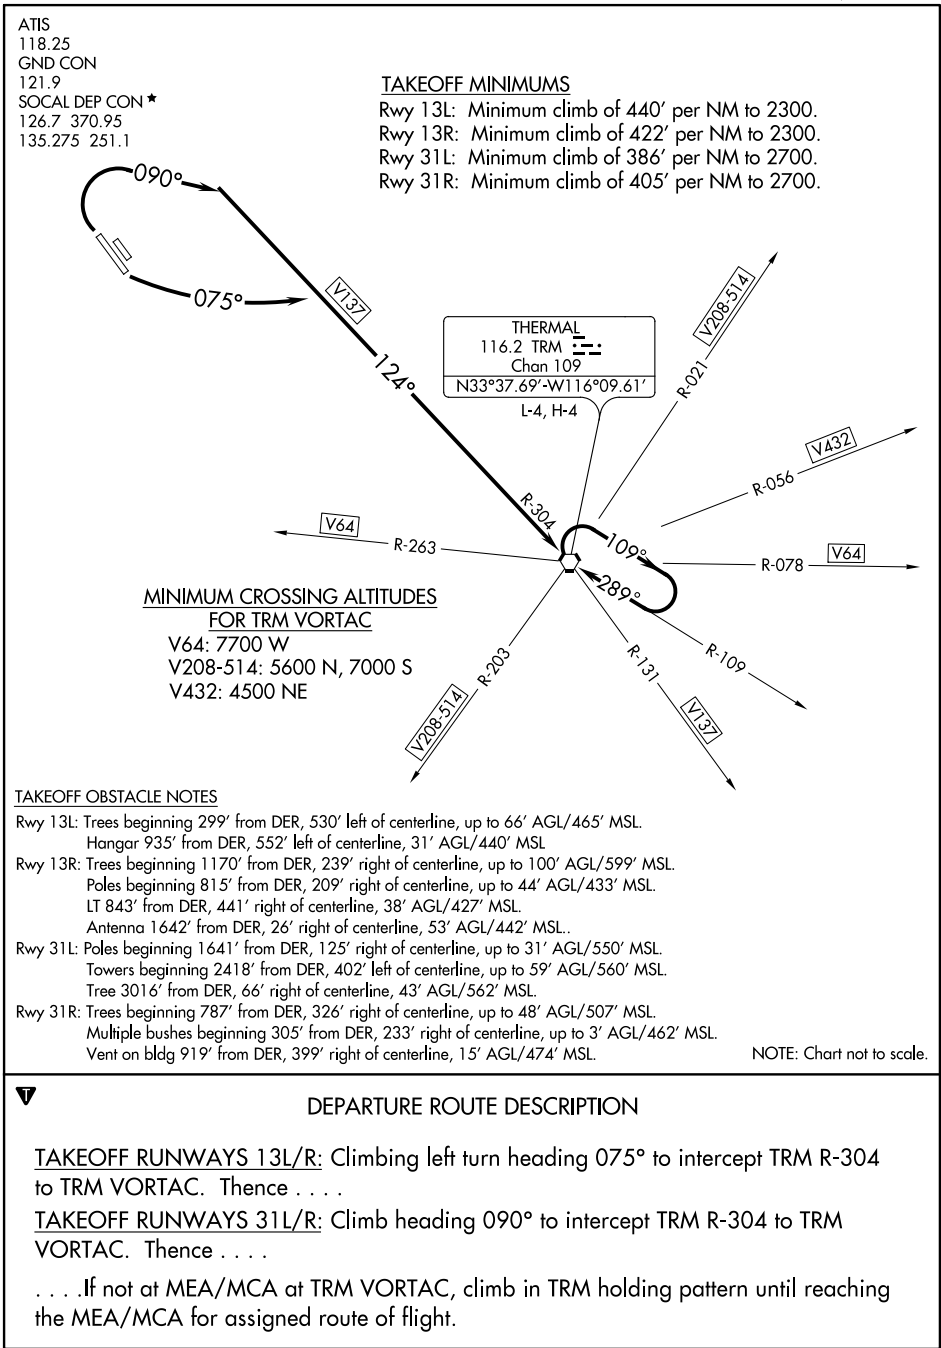 ATIS
118.25
GND CON
121.9
SOCAL DEP CON ★
126.7 370.95
135.275 251.1
TAKEOFF MINIMUMS
Rwy 13L: Minimum climb of 440′ per NM to 2300.
Rwy 13R: Minimum climb of 422′ per NM to 2300.
Rwy 31L: Minimum climb of 386′ per NM to 2700.
Rwy 31R: Minimum climb of 405′ per NM to 2700.
090°
075°
V137
124°
THERMAL
116.2 TRM
Chan 109
N33°37.69′-W116°09.61′
L-4, H-4
V208-514
R-021
V432
R-056
R-304
V64
R-263
109°
289°
R-078
V64
MINIMUM CROSSING ALTITUDES
FOR TRM VORTAC
V64: 7700 W
V208-514: 5600 N, 7000 S
V432: 4500 NE
R-203
V208-514
R-131
V137
R-109
TAKEOFF OBSTACLE NOTES
Rwy 13L: Trees beginning 299′ from DER, 530′ left of centerline, up to 66′ AGL/465′ MSL.
Hangar 935′ from DER, 552′ left of centerline, 31′ AGL/440′ MSL
Rwy 13R: Trees beginning 1170′ from DER, 239′ right of centerline, up to 100′ AGL/599′ MSL.
Poles beginning 815′ from DER, 209′ right of centerline, up to 44′ AGL/433′ MSL.
LT 843′ from DER, 441′ right of centerline, 38′ AGL/427′ MSL.
Antenna 1642′ from DER, 26′ right of centerline, 53′ AGL/442′ MSL..
Rwy 31L: Poles beginning 1641′ from DER, 125′ right of centerline, up to 31′ AGL/550′ MSL.
Towers beginning 2418′ from DER, 402′ left of centerline, up to 59′ AGL/560′ MSL.
Tree 3016′ from DER, 66′ right of centerline, 43′ AGL/562′ MSL.
Rwy 31R: Trees beginning 787′ from DER, 326′ right of centerline, up to 48′ AGL/507′ MSL.
Multiple bushes beginning 305′ from DER, 233′ right of centerline, up to 3′ AGL/462′ MSL.
Vent on bldg 919′ from DER, 399′ right of centerline, 15′ AGL/474′ MSL.
NOTE: Chart not to scale.
T
DEPARTURE ROUTE DESCRIPTION
TAKEOFF RUNWAYS 13L/R: Climbing left turn heading 075° to intercept TRM R-304
to TRM VORTAC. Thence . . . .
TAKEOFF RUNWAYS 31L/R: Climb heading 090° to intercept TRM R-304 to TRM
VORTAC. Thence . . . .
. . . .If not at MEA/MCA at TRM VORTAC, climb in TRM holding pattern until reaching
the MEA/MCA for assigned route of flight.